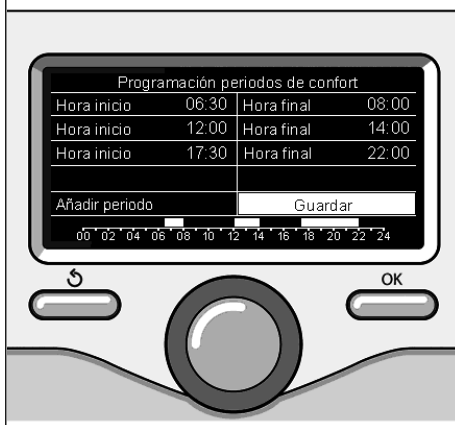 Programación periodos de confort
Hora inicio 06:30 Hora final 08:00
Hora inicio 12:00 Hora final 14:00
Hora inicio 17:30 Hora final 22:00
Añadir periodo Guardar
00 02 04 06 08 10 12 14 16 18 20 22 24
OK